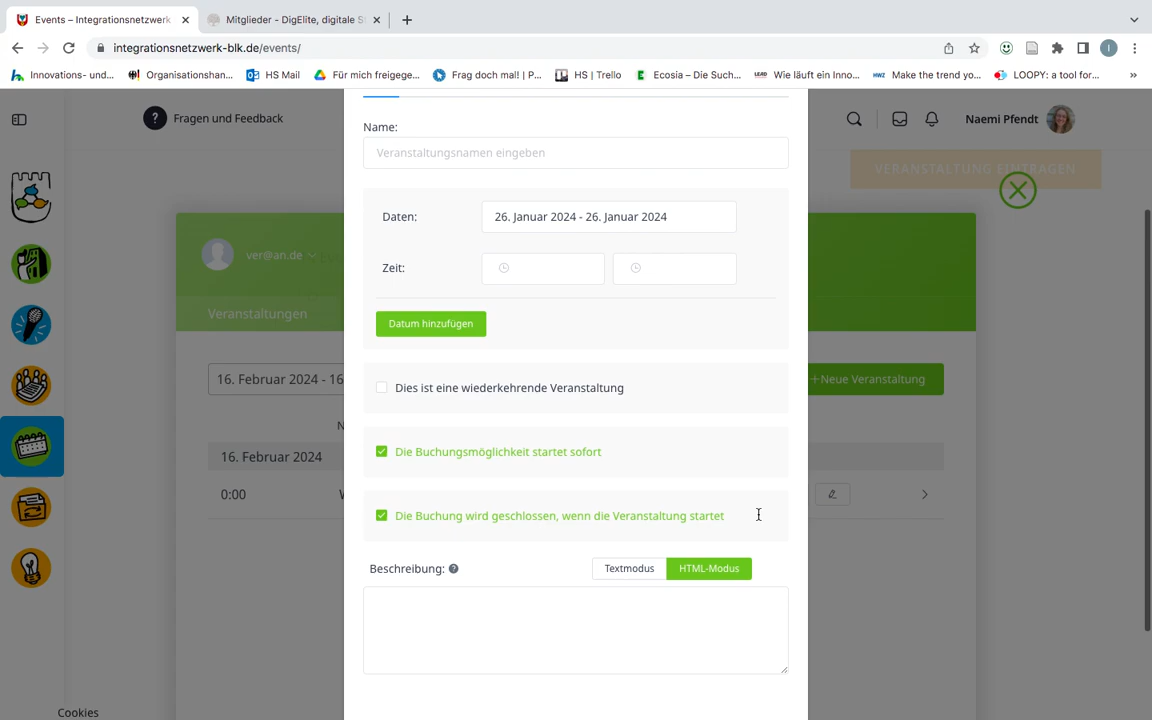 Events – Integrationsnetzwerk
Mitglieder - DigElite, digitale S
integrationsnetzwerk-blk.de/events/
I
Innovations- und...
Organisationshan...
HS Mail
Für mich freigege...
Frag doch mal! | P...
HS | Trello
Ecosia – Die Such...
LEAD Wie läuft ein Inno...
MWZ Make the trend yo...
LOOPY: a tool for...
»
? Fragen und Feedback
Naemi Pfendt
VERANSTALTUNG EINTRAGEN
Name:
Veranstaltungsnamen eingeben
Daten:
26. Januar 2024 - 26. Januar 2024
ver@an.de
Zeit:
Veranstaltungen
Datum hinzufügen
16. Februar 2024 - 16
Dies ist eine wiederkehrende Veranstaltung
+Neue Veranstaltung
Die Buchungsmöglichkeit startet sofort
16. Februar 2024
0:00
Die Buchung wird geschlossen, wenn die Veranstaltung startet
Beschreibung:
Textmodus
HTML-Modus
Cookies